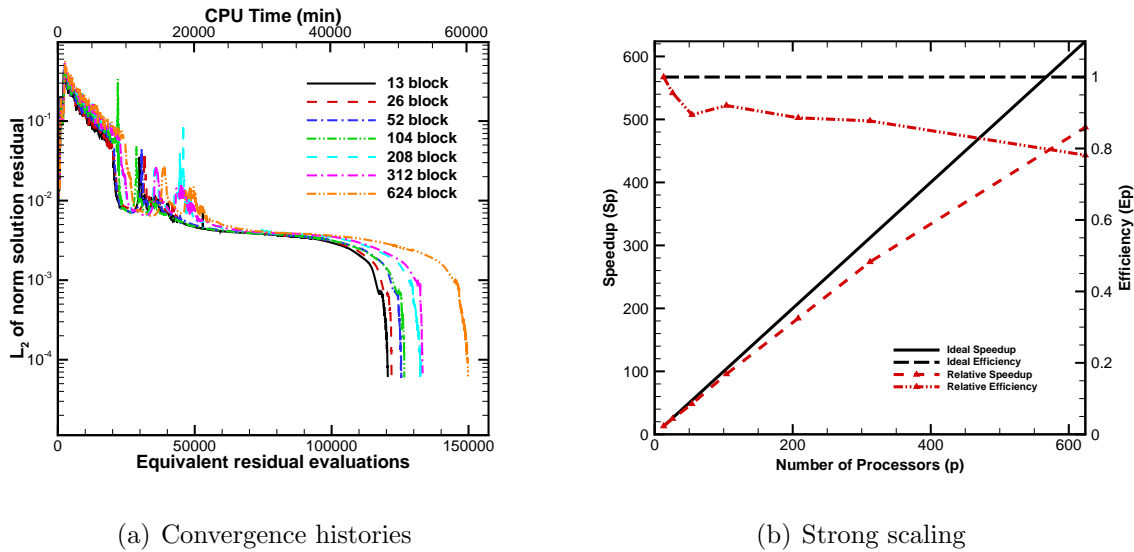 CPU Time (min)
0 20000 40000 60000
L2 of norm solution residual
10-1
10-2
10-3
10-4
13 block
26 block
52 block
104 block
208 block
312 block
624 block
0 50000 100000 150000
Equivalent residual evaluations
(a) Convergence histories
Speedup (Sp)
600
500
400
300
200
100
0
Ideal Speedup
Ideal Efficiency
Relative Speedup
Relative Efficiency
1
0.8
0.6
0.4
0.2
0
Efficiency (Ep)
0 200 400 600
Number of Processors (p)
(b) Strong scaling